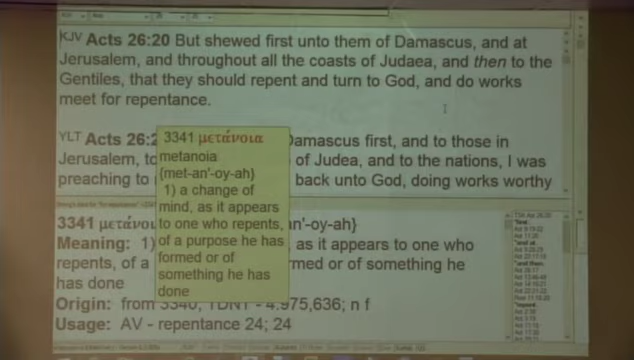 KJV Acts 26:20 But shewed first unto them of Damascus, and at
Jerusalem, and throughout all the coasts of Judaea, and then to the
Gentiles, that they should repent and turn to God, and do works
meet for repentance.
YLT Acts 26:2
Damascus first, and to those in
Jerusalem, to
of Judea, and to the nations, I was
preaching to
back unto God, doing works worthy
3341 μετάνοια
metanoia
{met-an'-oy-ah}
1) a change of
mind, as it appears
to one who repents,
of a purpose he has
formed or of
something he has
done
3341 μετάνοι
an'-oy-ah}
Meaning: 1)
, as it appears to one who
repents, of a
rmed or of something he
has done
Origin: from 3340; TDNT - 4:975,636; n f
Usage: AV - repentance 24; 24